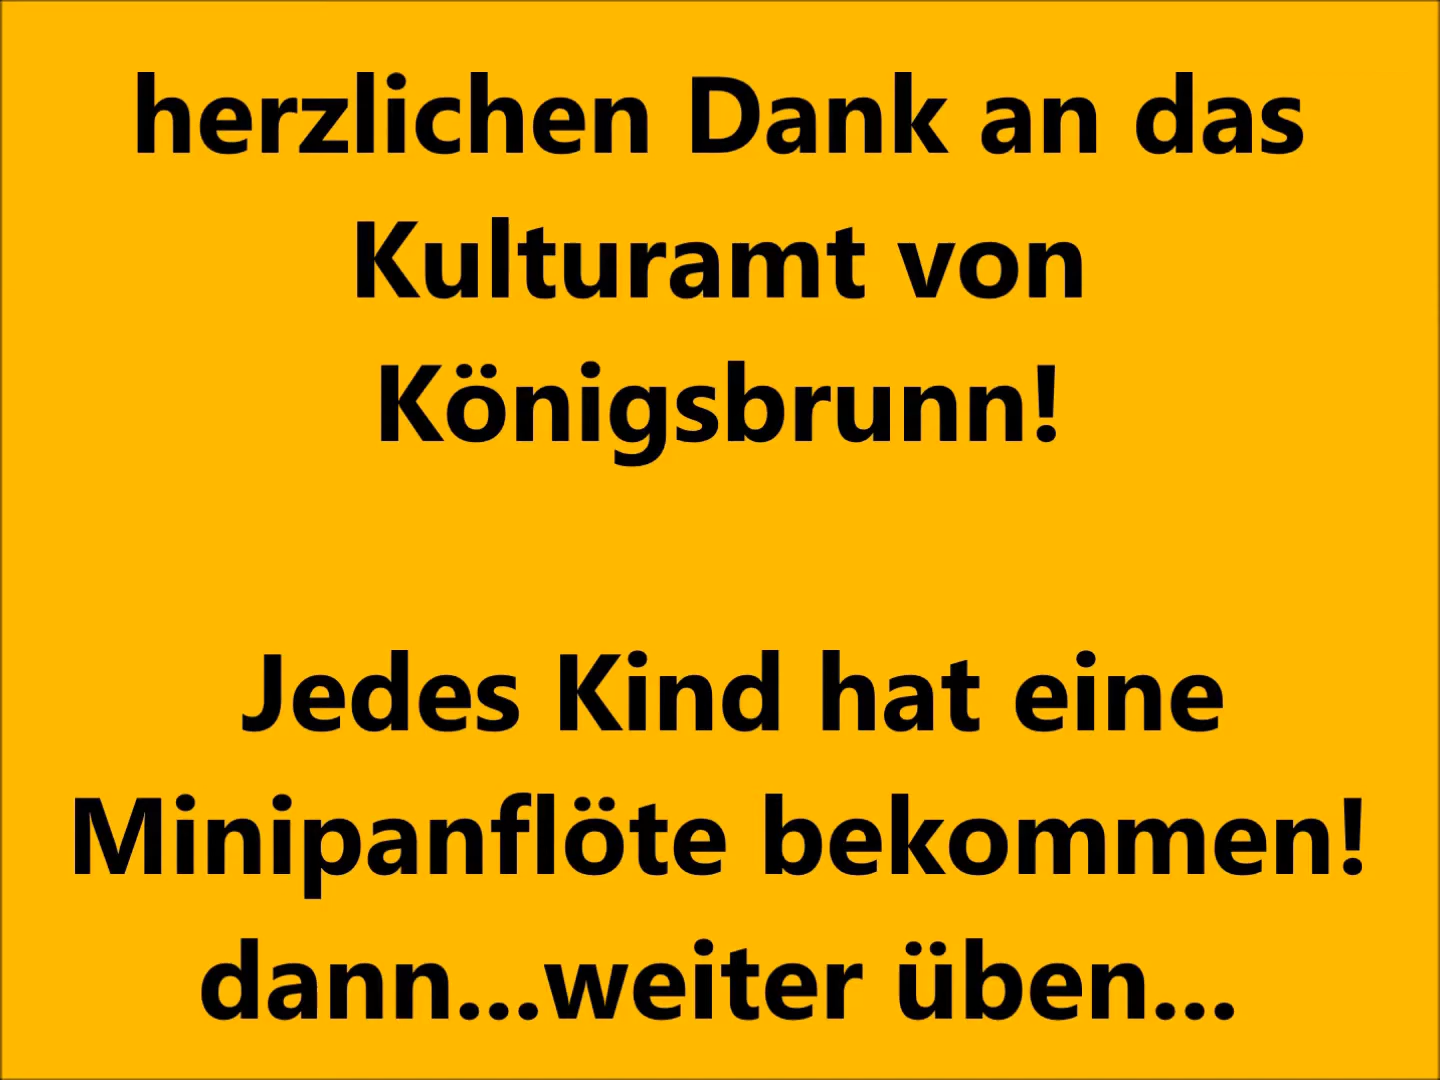 herzlichen Dank an das
Kulturamt von
Königsbrunn!
Jedes Kind hat eine
Minipanflöte bekommen!
dann...weiter üben...